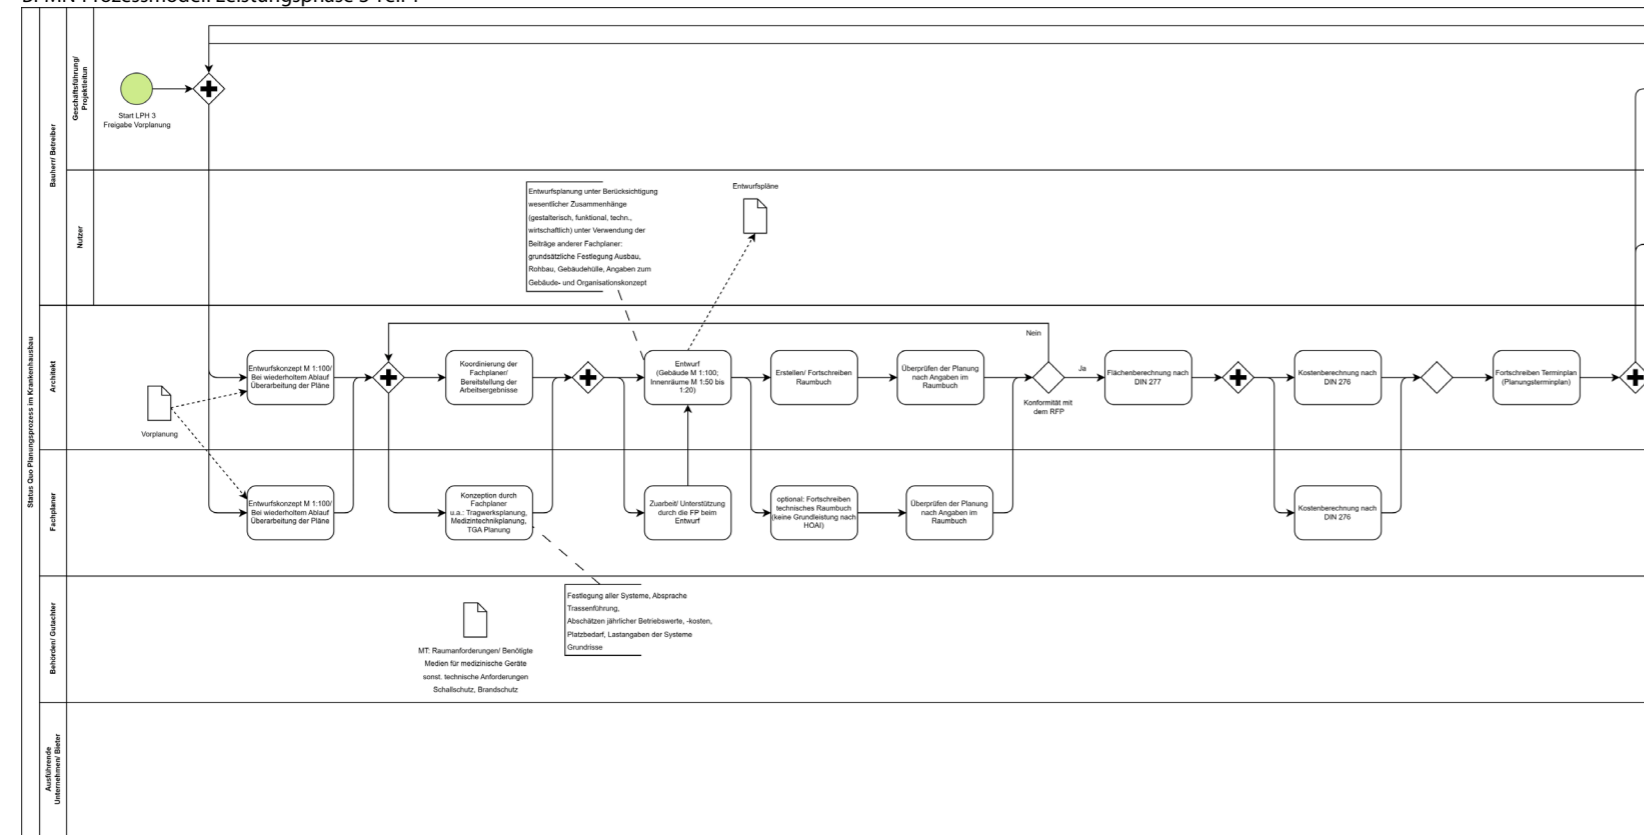 Geschäftsführung/
Projektleitun
Start LPH 3
Freigabe Vorplanung
Bauherr/ Betreiber
Nutzer
Entwurfsplanung unter Berücksichtigung
wesentlicher Zusammenhänge
(gestalterisch, funktional, techn.,
wirtschaftlich) unter Verwendung der
Beiträge anderer Fachplaner:
grundsätzliche Festlegung Ausbau,
Rohbau, Gebäudehülle, Angaben zum
Gebäude- und Organisationskonzept
Entwurfspläne
Status Quo Planungsprozess im Krankenhausbau
Architekt
Vorplanung
Entwurfskonzept M 1:100/
Bei wiederholtem Ablauf
Überarbeitung der Pläne
Koordinierung der
Fachplaner/
Bereitstellung der
Arbeitsergebnisse
Entwurf
(Gebäude M 1:100;
Innenräume M 1:50 bis
1:20)
Erstellen/ Fortschreiben
Raumbuch
Überprüfen der Planung
nach Angaben im
Raumbuch
Nein
Ja
Konformität mit
dem RFP
Flächenberechnung nach
DIN 277
Kostenberechnung nach
DIN 276
Fortschreiben Terminplan
(Planungsterminplan)
Fachplaner
Entwurfskonzept M 1:100/
Bei wiederholtem Ablauf
Überarbeitung der Pläne
Konzeption durch
Fachplaner
u.a.: Tragwerksplanung,
Medizintechnikplanung,
TGA Planung
Zuarbeit/ Unterstützung
durch die FP beim
Entwurf
optional: Fortschreiben
technisches Raumbuch
(keine Grundleistung nach
HOAI)
Überprüfen der Planung
nach Angaben im
Raumbuch
Kostenberechnung nach
DIN 276
Behörden/ Gutachter
MT: Raumanforderungen/ Benötigte
Medien für medizinische Geräte
sonst. technische Anforderungen
Schallschutz, Brandschutz
Festlegung aller Systeme, Absprache
Trassenführung,
Abschätzen jährlicher Betriebswerte, -kosten,
Platzbedarf, Lastangaben der Systeme
Grundrisse
Ausführende
Unternehmen/ Bieter